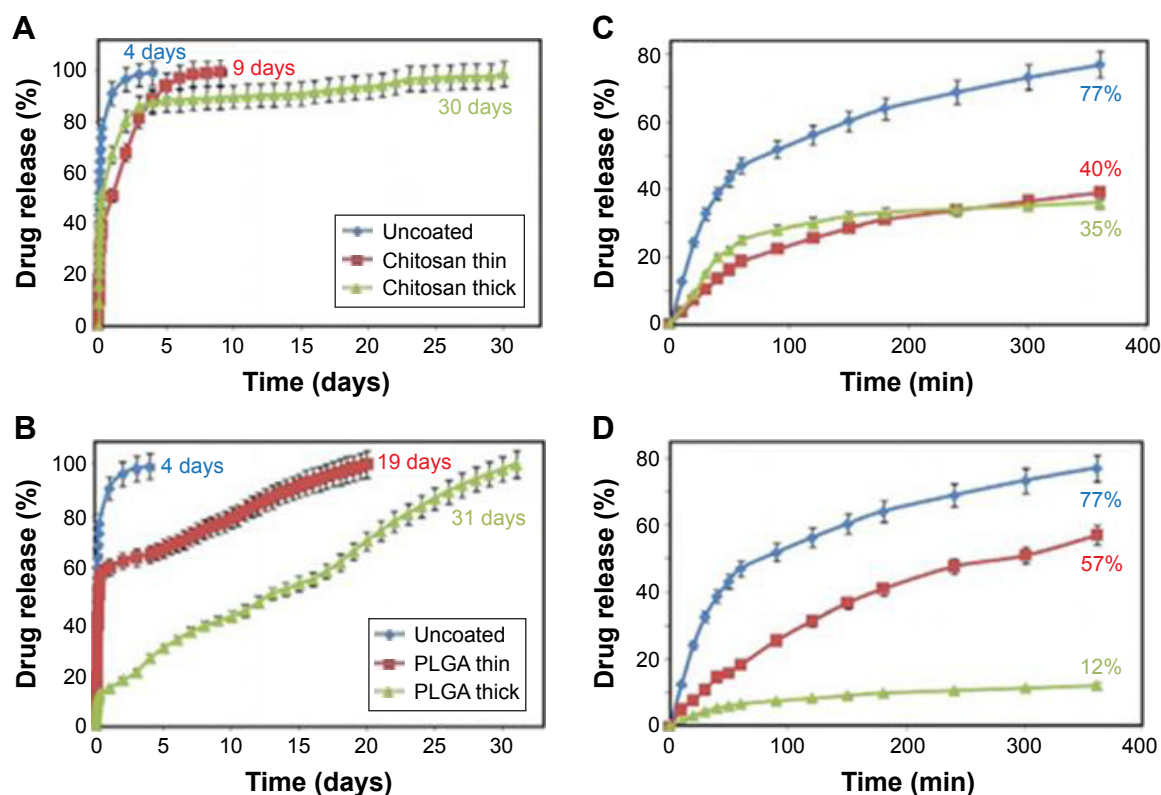 A
4 days
9 days
30 days
Drug release (%)
100
80
60
40
20
0
Uncoated
Chitosan thin
Chitosan thick
0
5
10
15
20
25
30
Time (days)
C
77%
40%
35%
Drug release (%)
80
60
40
20
0
0
100
200
300
400
Time (min)
B
4 days
19 days
31 days
Drug release (%)
100
80
60
40
20
0
Uncoated
PLGA thin
PLGA thick
0
5
10
15
20
25
30
Time (days)
D
77%
57%
12%
Drug release (%)
80
60
40
20
0
0
100
200
300
400
Time (min)